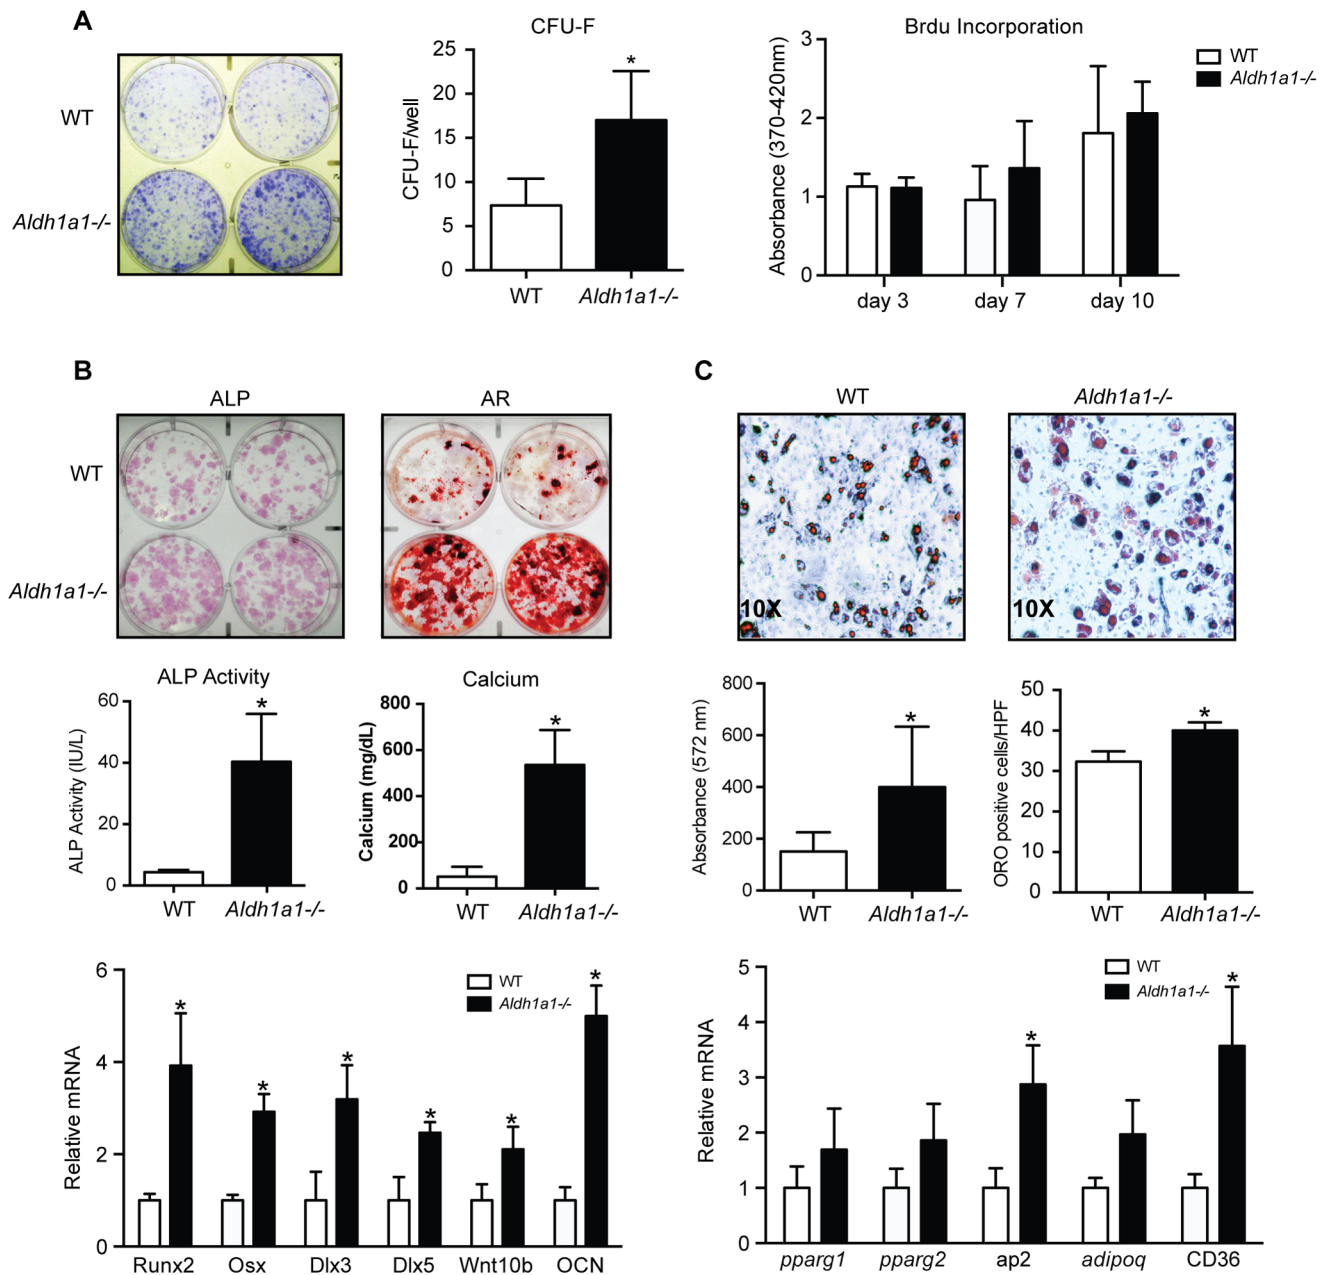 A
WT
Aldh1a1-/-
CFU-F
CFU-F/well
25
20
15
10
5
0
*
WT
Aldh1a1-/-
Brdu Incorporation
Absorbance (370-420nm)
3
2
1
0
day 3
day 7
day 10
WT
Aldh1a1-/-
B
ALP
AR
WT
Aldh1a1-/-
ALP Activity
ALP Activity (IU/L)
60
40
20
0
*
WT
Aldh1a1-/-
Calcium
Calcium (mg/dL)
800
600
400
200
0
*
WT
Aldh1a1-/-
Relative mRNA
6
4
2
0
WT
Aldh1a1-/-
* * * * * *
Runx2 Osx Dlx3 Dlx5 Wnt10b OCN
C
WT
Aldh1a1-/-
10X
10X
Absorbance (572 nm)
800
600
400
200
0
*
WT
Aldh1a1-/-
ORO positive cells/HPF
50
40
30
20
10
0
*
WT
Aldh1a1-/-
Relative mRNA
5
4
3
2
1
0
WT
Aldh1a1-/-
* *
pparg1 pparg2 ap2 adipoq CD36